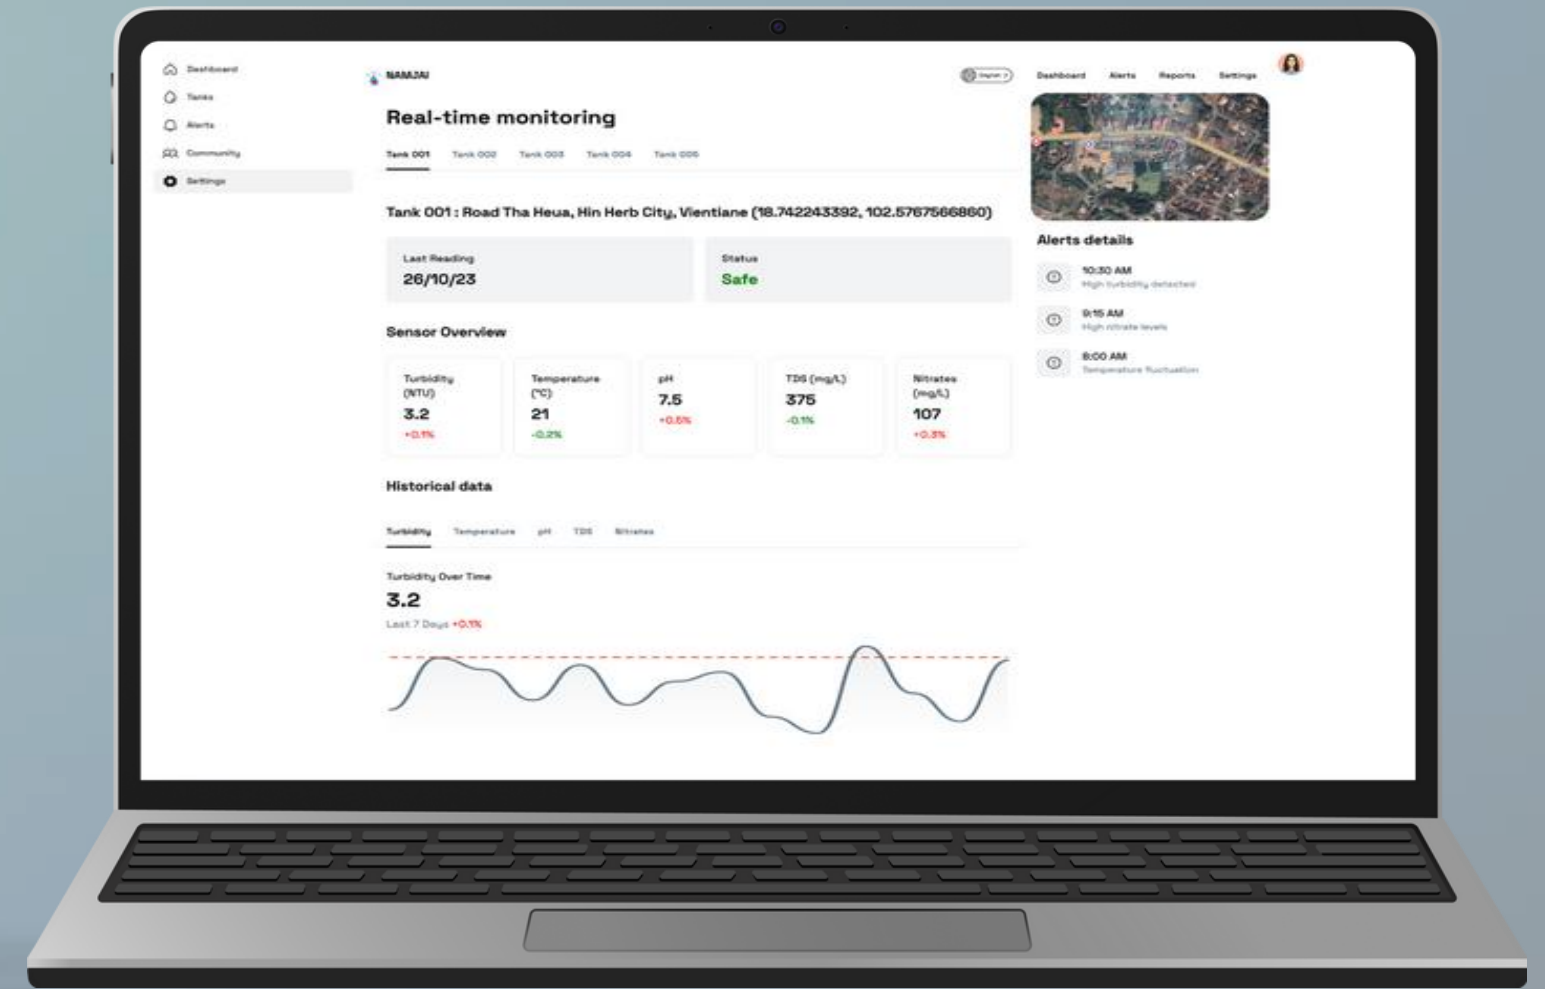 Dashboard
Tanks
Alerts
Community
Settings
NAMJAI
English
Dashboard Alerts Reports Settings
Real-time monitoring
Tank 001 Tank 002 Tank 003 Tank 004 Tank 005
Tank 001 : Road Tha Heua, Hin Herb City, Vientiane (18.742243392, 102.5767566860)
Last Reading
26/10/23
Status
Safe
Sensor Overview
Turbidity
(NTU)
3.2
+0.1%
Temperature
(°C)
21
-0.2%
pH
7.5
+0.5%
TDS (mg/L)
375
-0.1%
Nitrates
(mg/L)
107
+0.3%
Historical data
Turbidity Temperature pH TDS Nitrates
Turbidity Over Time
3.2
Last 7 Days +0.1%
Alerts details
10:30 AM
High turbidity detected
9:15 AM
High nitrate levels
8:00 AM
Temperature fluctuation